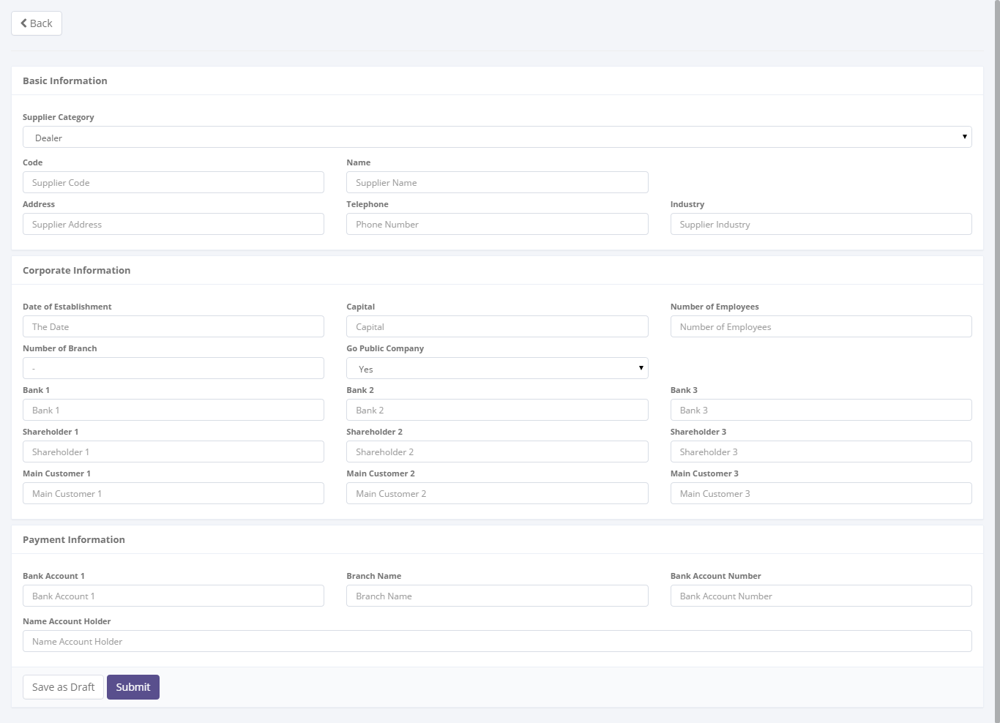 Back
Basic Information
Supplier Category
Dealer
Code Name
Supplier Code Supplier Name
Address Telephone Industry
Supplier Address Phone Number Supplier Industry
Corporate Information
Date of Establishment Capital Number of Employees
The Date Capital Number of Employees
Number of Branch Go Public Company
- Yes
Bank 1 Bank 2 Bank 3
Bank 1 Bank 2 Bank 3
Shareholder 1 Shareholder 2 Shareholder 3
Shareholder 1 Shareholder 2 Shareholder 3
Main Customer 1 Main Customer 2 Main Customer 3
Main Customer 1 Main Customer 2 Main Customer 3
Payment Information
Bank Account 1 Branch Name Bank Account Number
Bank Account 1 Branch Name Bank Account Number
Name Account Holder
Name Account Holder
Save as Draft Submit